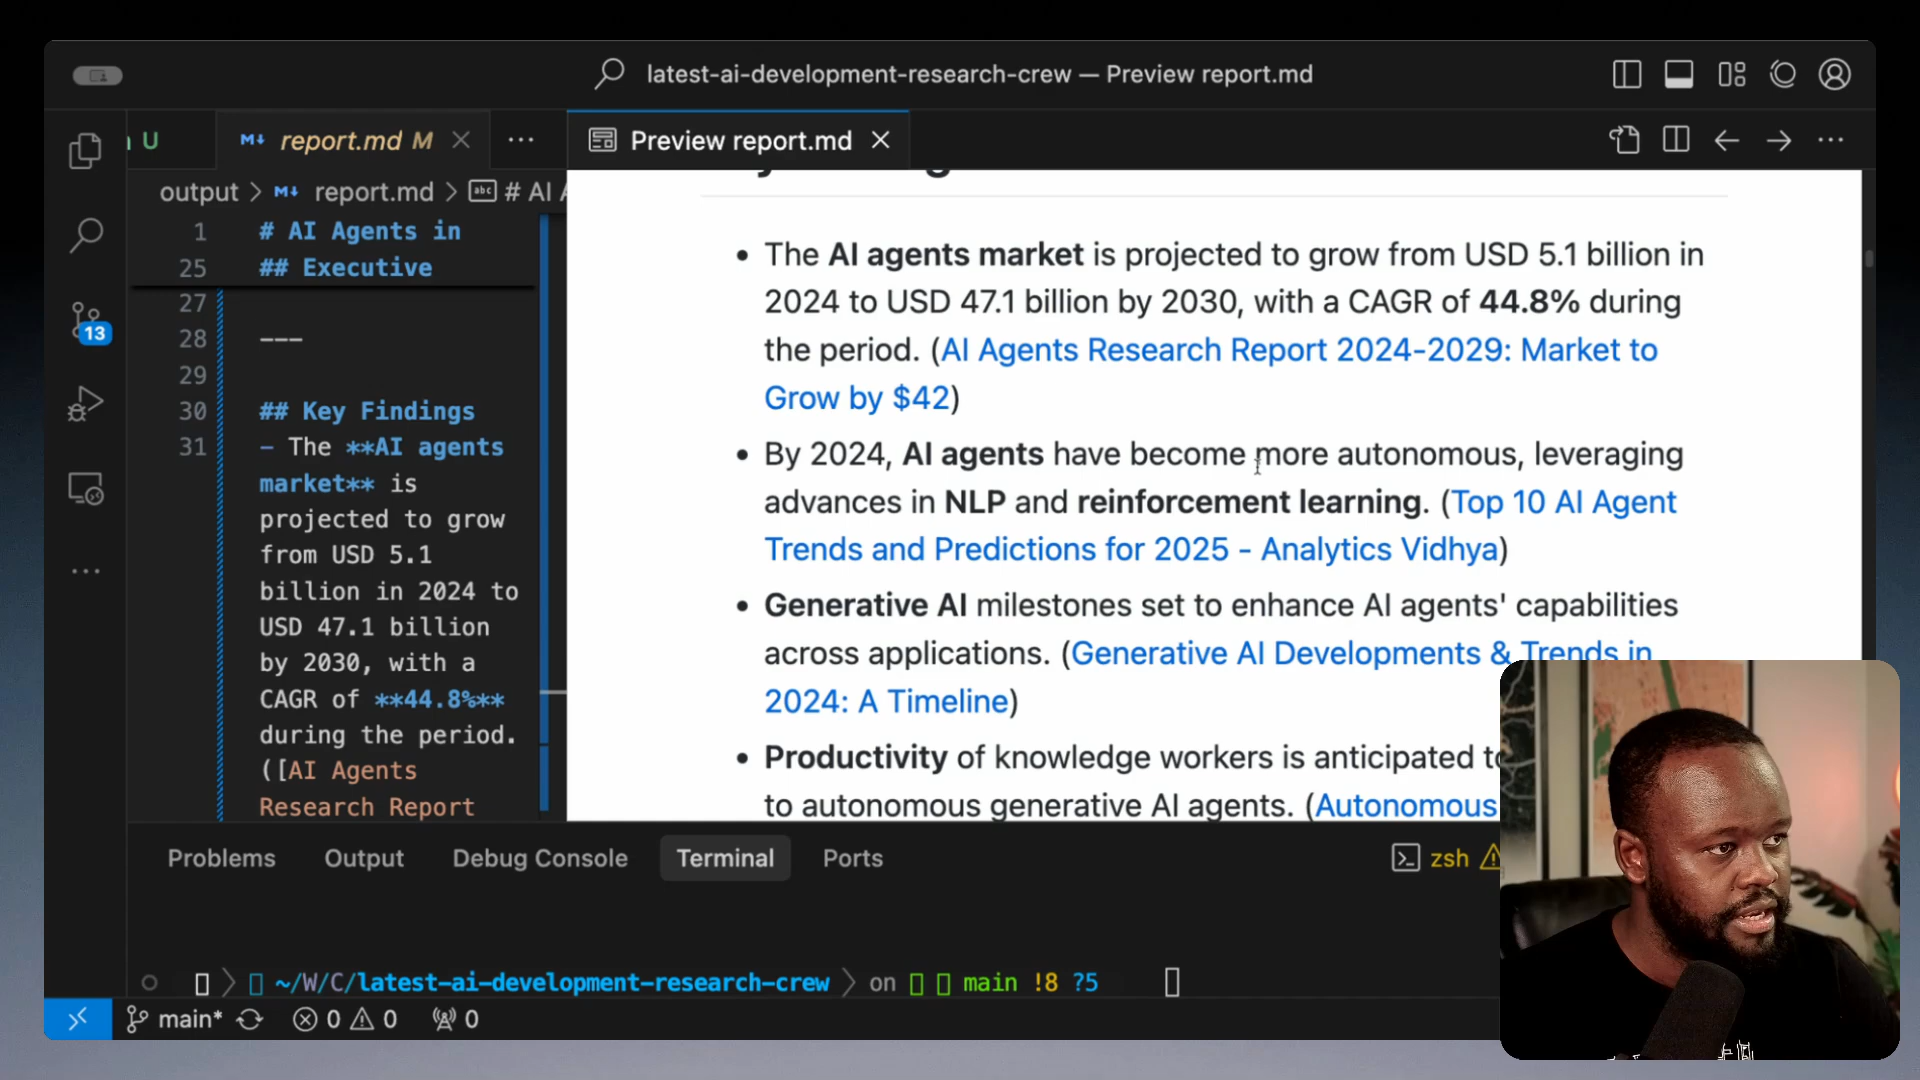 latest-ai-development-research-crew — Preview report.md
U
report.md M
Preview report.md
output > report.md > # AI
1 # AI Agents in
25 ## Executive
27
28 ---
29
30 ## Key Findings
31 - The **AI agents
market** is
projected to grow
from USD 5.1
billion in 2024 to
USD 47.1 billion
by 2030, with a
CAGR of **44.8%**
during the period.
([AI Agents
Research Report
13
• The AI agents market is projected to grow from USD 5.1 billion in
2024 to USD 47.1 billion by 2030, with a CAGR of 44.8% during
the period. (AI Agents Research Report 2024-2029: Market to
Grow by $42)
• By 2024, AI agents have become more autonomous, leveraging
advances in NLP and reinforcement learning. (Top 10 AI Agent
Trends and Predictions for 2025 - Analytics Vidhya)
• Generative AI milestones set to enhance AI agents' capabilities
across applications. (Generative AI Developments & Trends in
2024: A Timeline)
• Productivity of knowledge workers is anticipated to
to autonomous generative AI agents. (Autonomous
Problems Output Debug Console Terminal Ports
zsh
~/W/C/latest-ai-development-research-crew > on main !8 ?5
main* 0 0 0